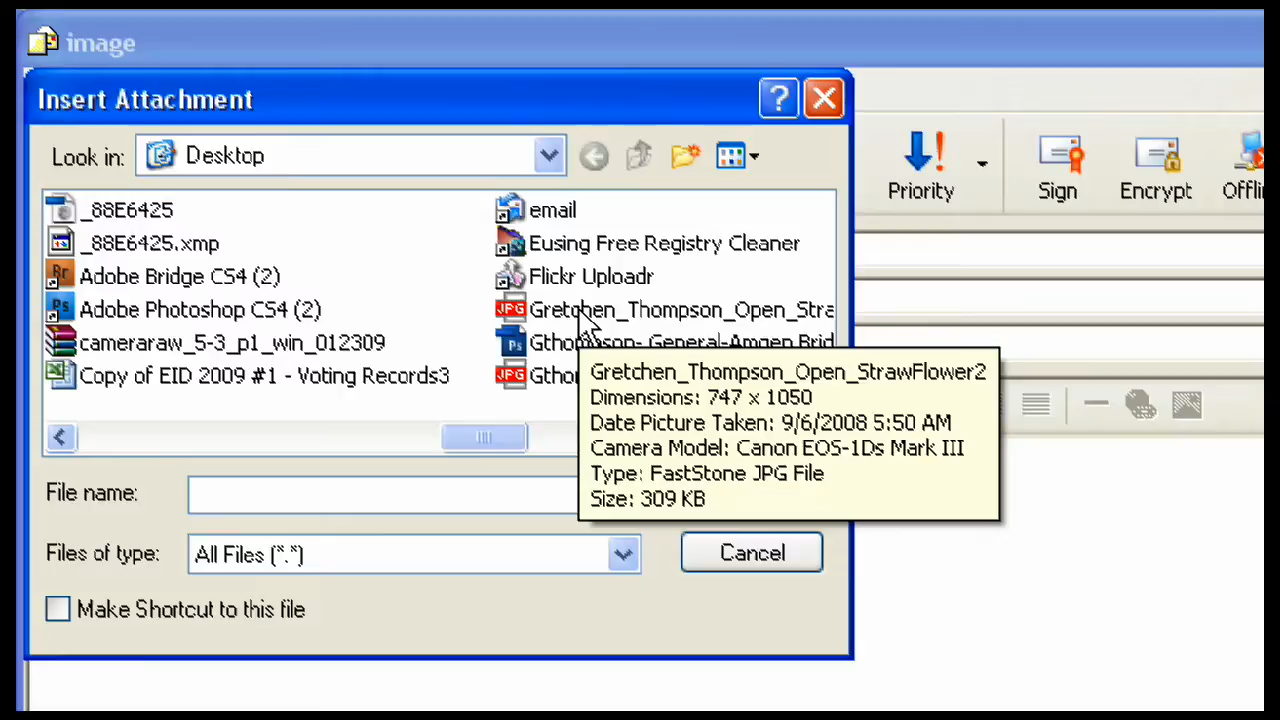 image
Insert Attachment
Look in: Desktop
Priority
Sign
Encrypt
_88E6425
_88E6425.xmp
Adobe Bridge CS4 (2)
Adobe Photoshop CS4 (2)
cameraraw_5-3_p1_win_012309
Copy of EID 2009 #1 - Voting Records3
email
Eusing Free Registry Cleaner
Flickr Uploadr
Gretchen_Thompson_Open_Stra
Gthompson- General-Amgen Brid
Gretchen_Thompson_Open_StrawFlower2
Dimensions: 747 x 1050
Date Picture Taken: 9/6/2008 5:50 AM
Camera Model: Canon EOS-1Ds Mark III
Type: FastStone JPG File
Size: 309 KB
File name:
Files of type: All Files (*.*)
Cancel
Make Shortcut to this file